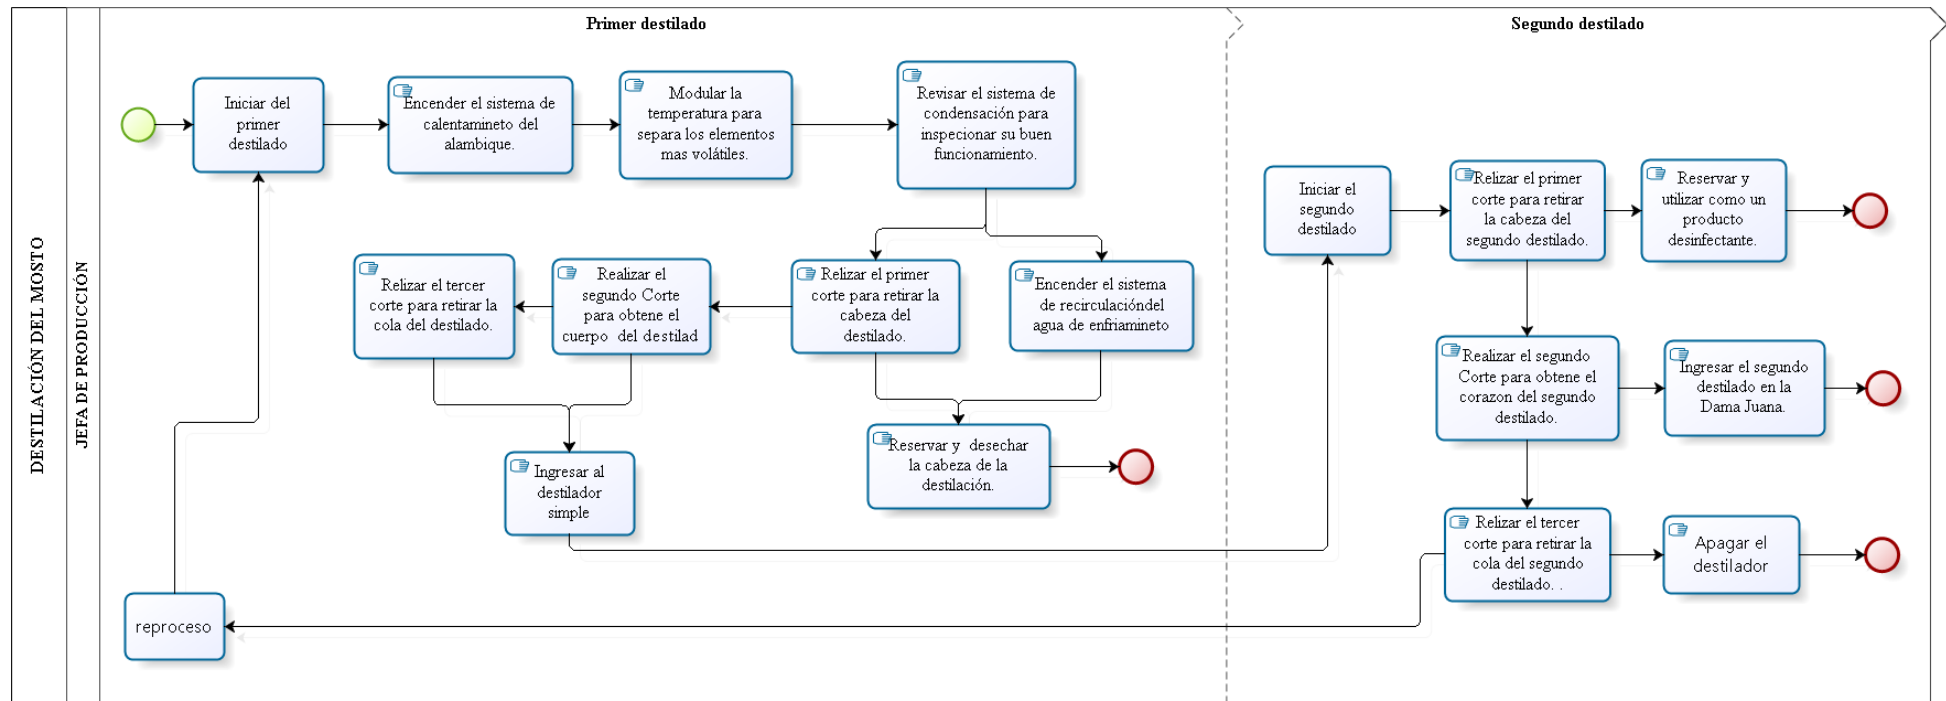 Primer destilado
Segundo destilado
DESTILACIÓN DEL MOSTO
JEFA DE PRODUCCIÓN
Iniciar del
primer
destilado
Encender el sistema de
calentamineto del
alambique.
Modular la
temperatura para
separa los elementos
mas volátiles.
Revisar el sistema de
condensación para
inspecionar su buen
funcionamiento.
Relizar el tercer
corte para retirar la
cola del destilado.
Realizar el
segundo Corte
para obtene el
cuerpo del destilad
Relizar el primer
corte para retirar la
cabeza del
destilado.
Encender el sistema
de recirculacióndel
agua de enfriamineto
Ingresar al
destilador
simple
Reservar y desechar
la cabeza de la
destilación.
reproceso
Iniciar el
segundo
destilado
Relizar el primer
corte para retirar
la cabeza del
segundo destilado.
Reservar y
utilizar como un
producto
desinfectante.
Realizar el segundo
Corte para obtene el
corazon del segundo
destilado.
Ingresar el segundo
destilado en la
Dama Juana.
Relizar el tercer
corte para retirar la
cola del segundo
destilado. .
Apagar el
destilador